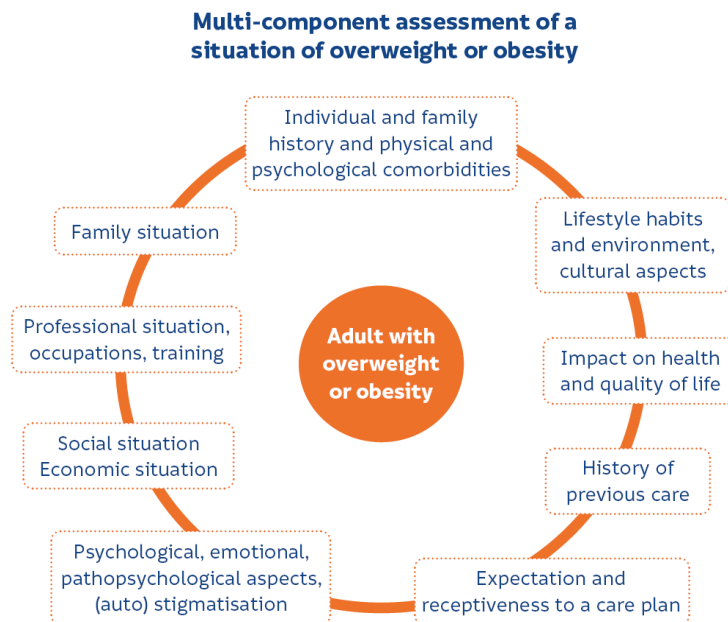 Multi-component assessment of a
situation of overweight or obesity
Individual and family
history and physical and
psychological comorbidities
Lifestyle habits
and environment,
cultural aspects
Impact on health
and quality of life
History of
previous care
Expectation and
receptiveness to a care plan
Psychological, emotional,
pathopsychological aspects,
(auto) stigmatisation
Social situation
Economic situation
Professional situation,
occupations, training
Family situation
Adult with
overweight
or obesity